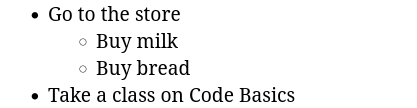 Go to the store
Buy milk
Buy bread
Take a class on Code Basics